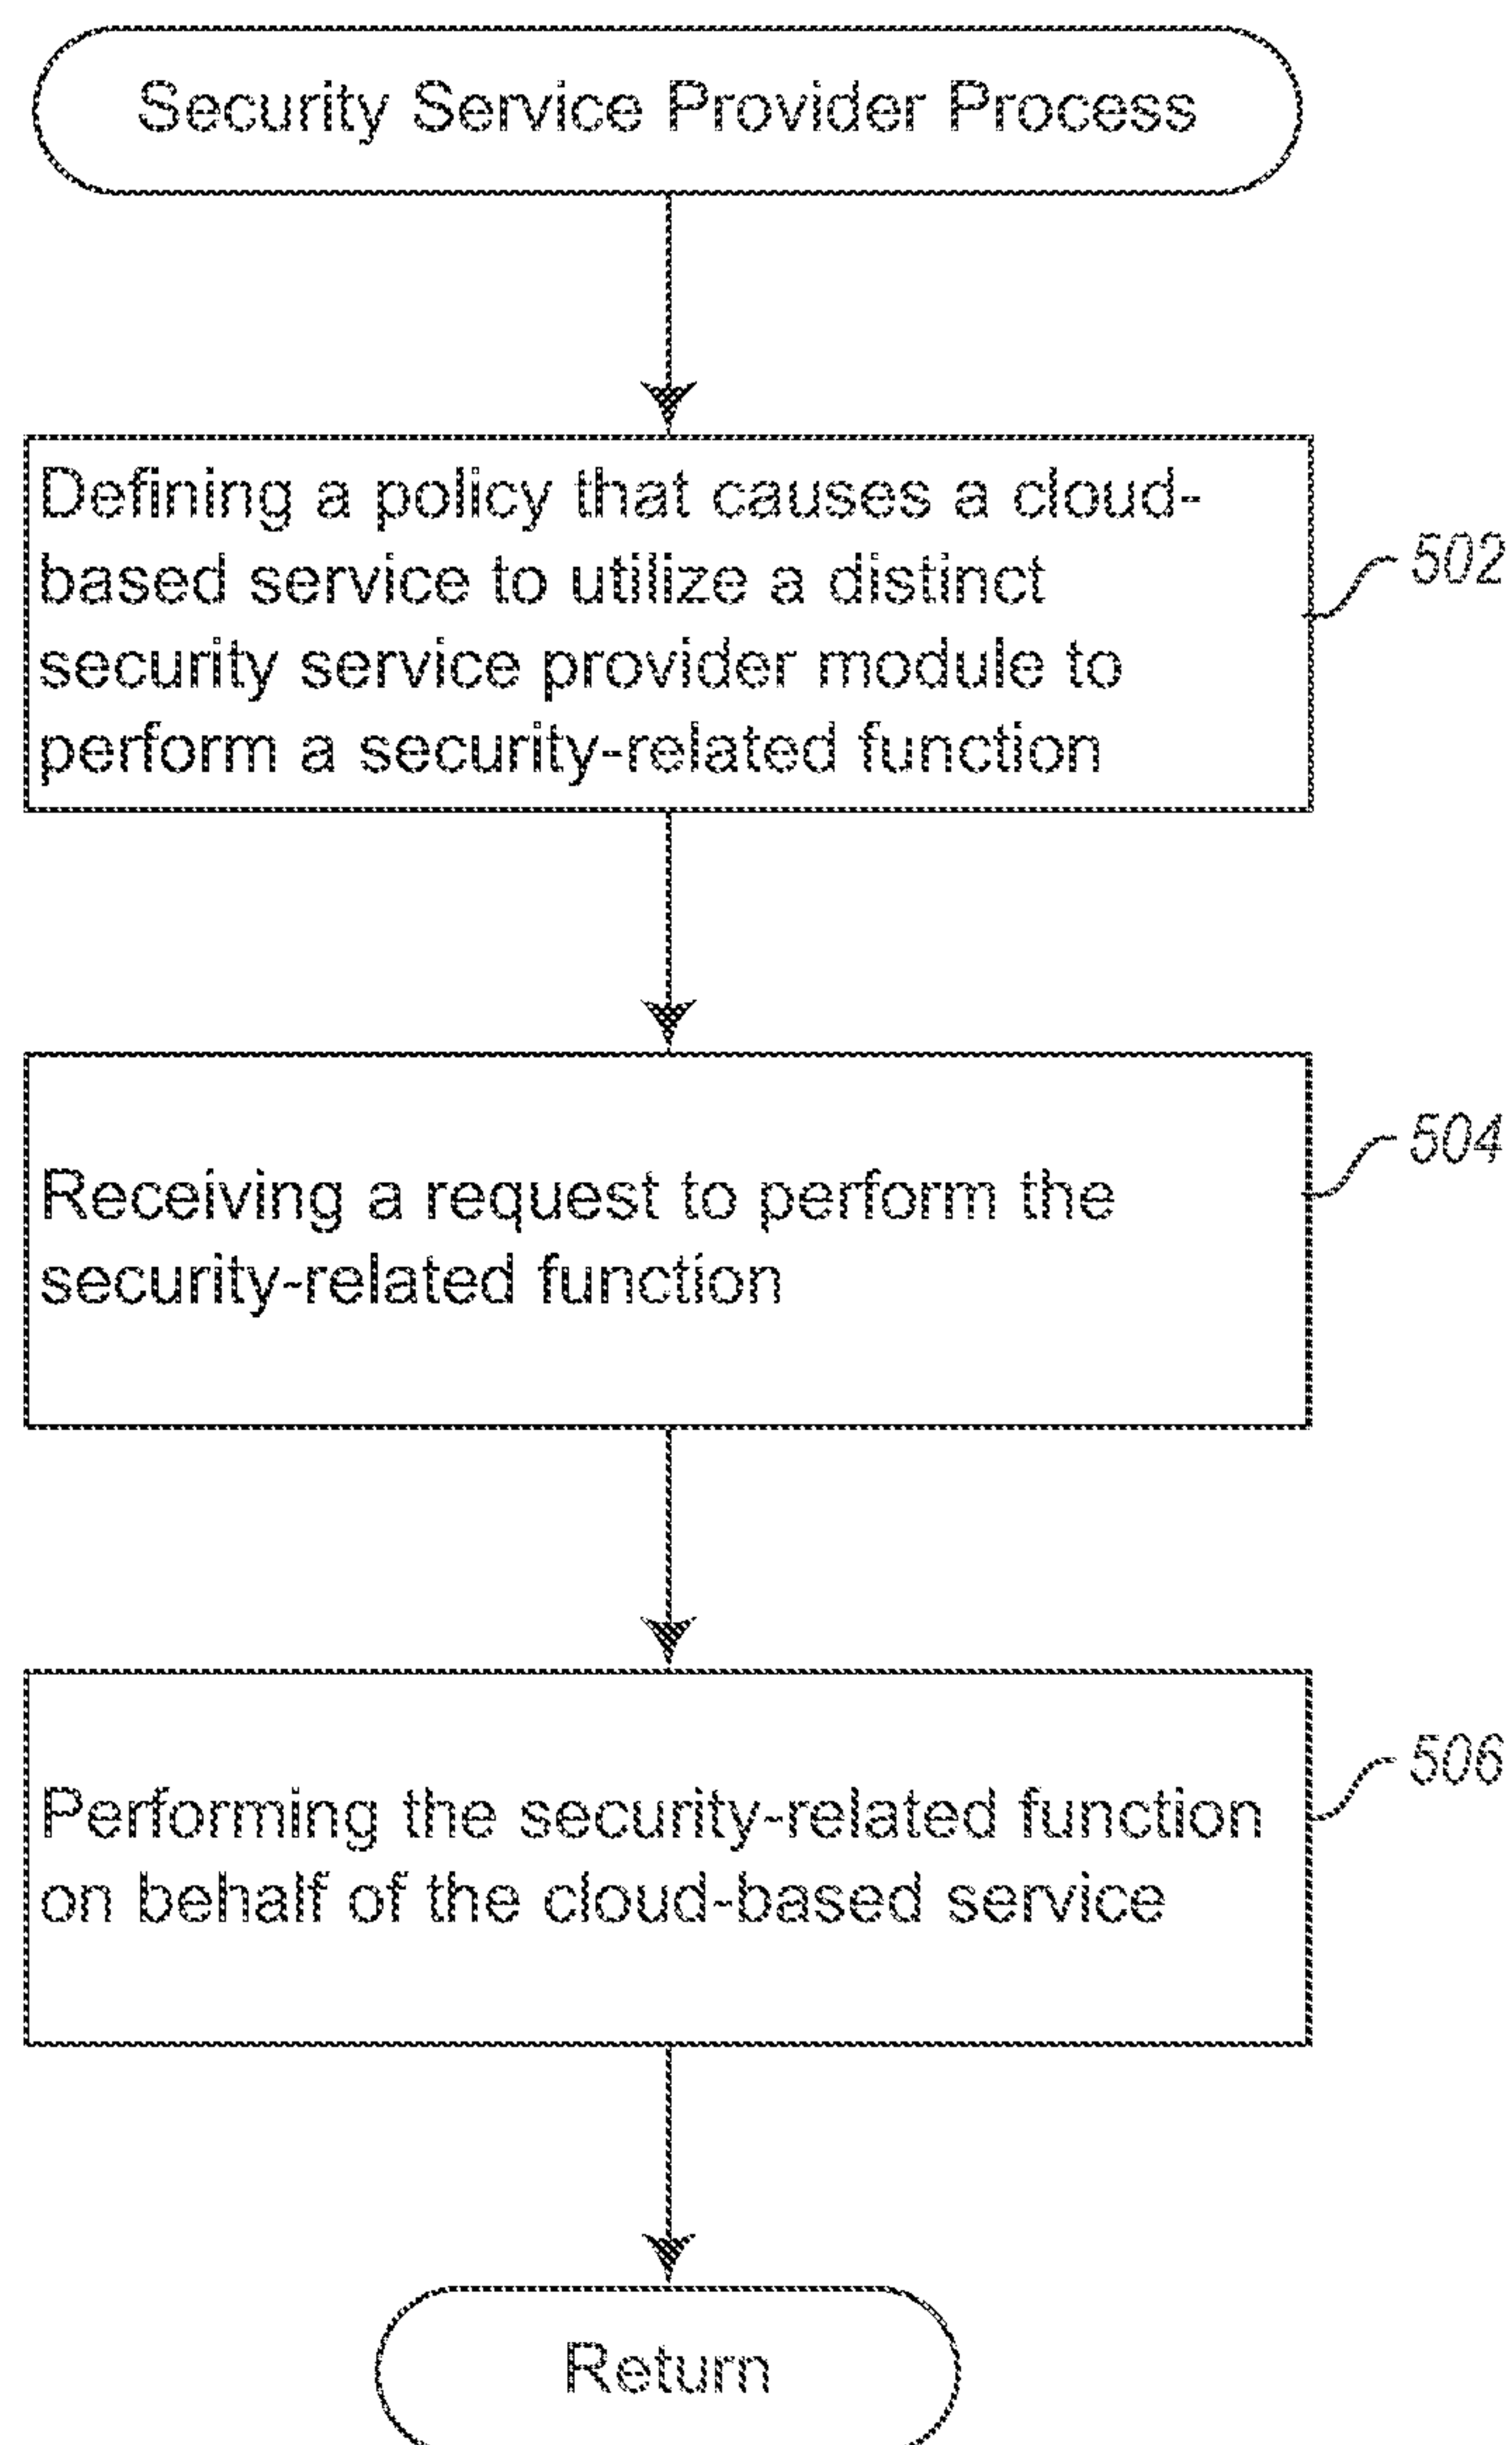 Security Service Provider Process
Defining a policy that causes a cloud-
based service to utilize a distinct
security service provider module to
perform a security-related function
502
Receiving a request to perform the
security-related function
504
Performing the security-related function
on behalf of the cloud-based service
506
Return